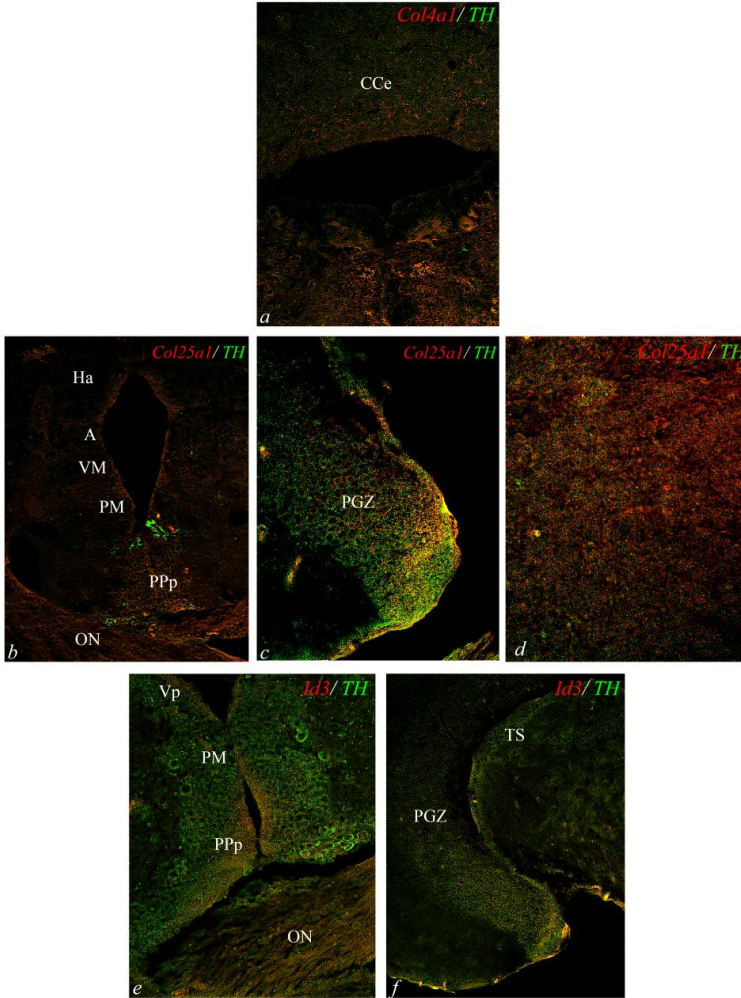 Col4a1/ TH
CCe
a
Col25a1/ TH
Ha
A
VM
PM
PPp
ON
b
Col25a1/ TH
PGZ
c
Col25a1/ TH
d
Id3/ TH
Vp
PM
PPp
ON
e
Id3/ TH
TS
PGZ
f